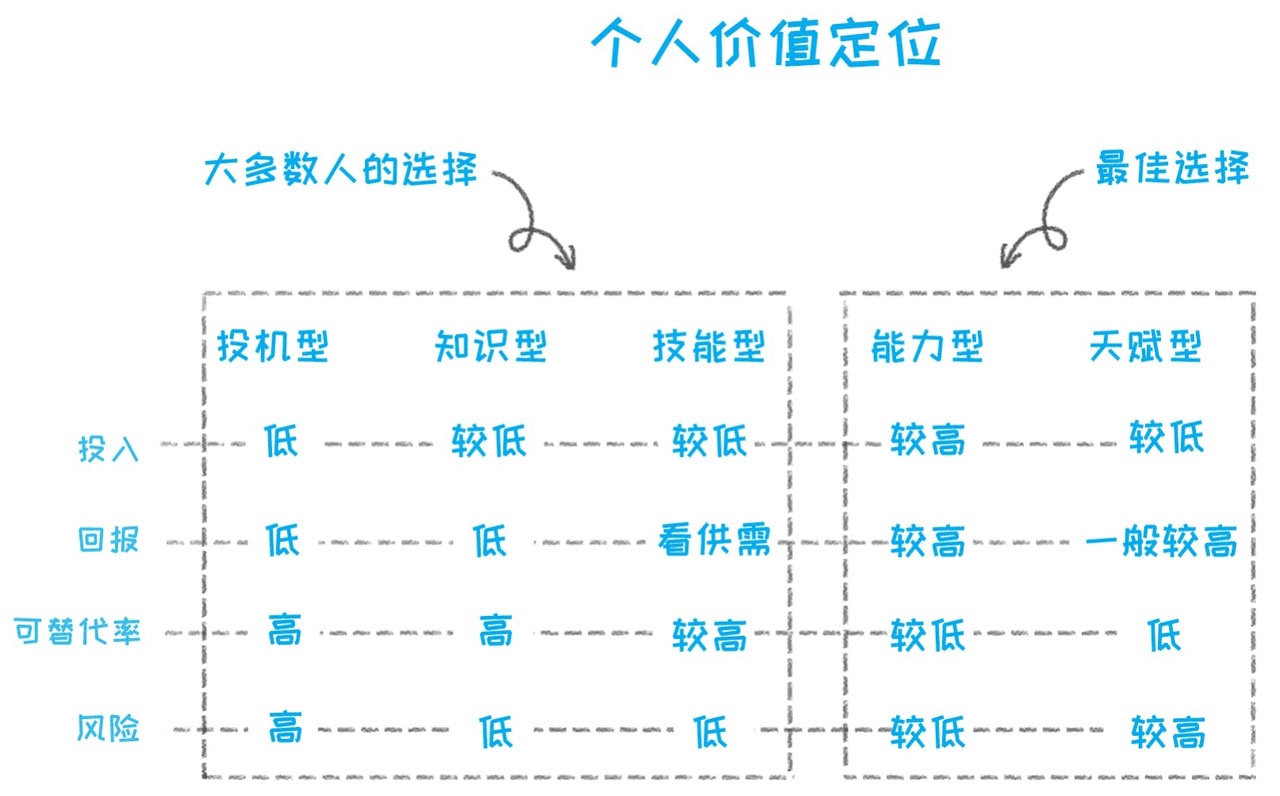 个人价值定位
大多数人的选择 最佳选择
投机型 知识型 技能型 能力型 天赋型
投入 低 较低 较低 较高 较低
回报 低 低 看供需 较高 一般较高
可替代率 高 高 较高 较低 低
风险 高 低 低 较低 较高